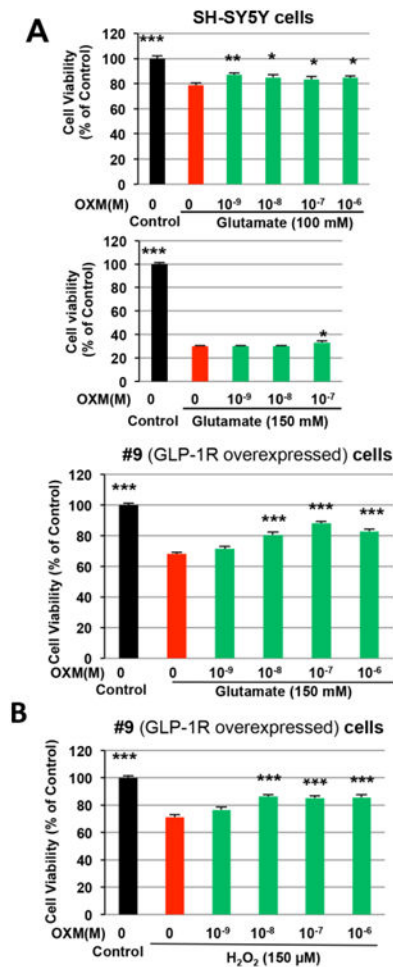 A
SH-SY5Y cells
Cell Viability
(% of Control)
120
100
80
60
40
20
0
*** ** * * *
OXM(M) 0 0 10⁻⁹ 10⁻⁸ 10⁻⁷ 10⁻⁶
Control Glutamate (100 mM)
Cell viability
(% of Control)
120
100
80
60
40
20
0
*** *
OXM(M) 0 0 10⁻⁹ 10⁻⁸ 10⁻⁷
Control Glutamate (150 mM)
#9 (GLP-1R overexpressed) cells
Cell Viability (% of Control)
120
100
80
60
40
20
0
*** *** *** ***
OXM(M) 0 0 10⁻⁹ 10⁻⁸ 10⁻⁷ 10⁻⁶
Control Glutamate (150 mM)
B
#9 (GLP-1R overexpressed) cells
Cell Viability (% of Control)
120
100
80
60
40
20
0
*** *** *** ***
OXM(M) 0 0 10⁻⁹ 10⁻⁸ 10⁻⁷ 10⁻⁶
Control H₂O₂ (150 µM)